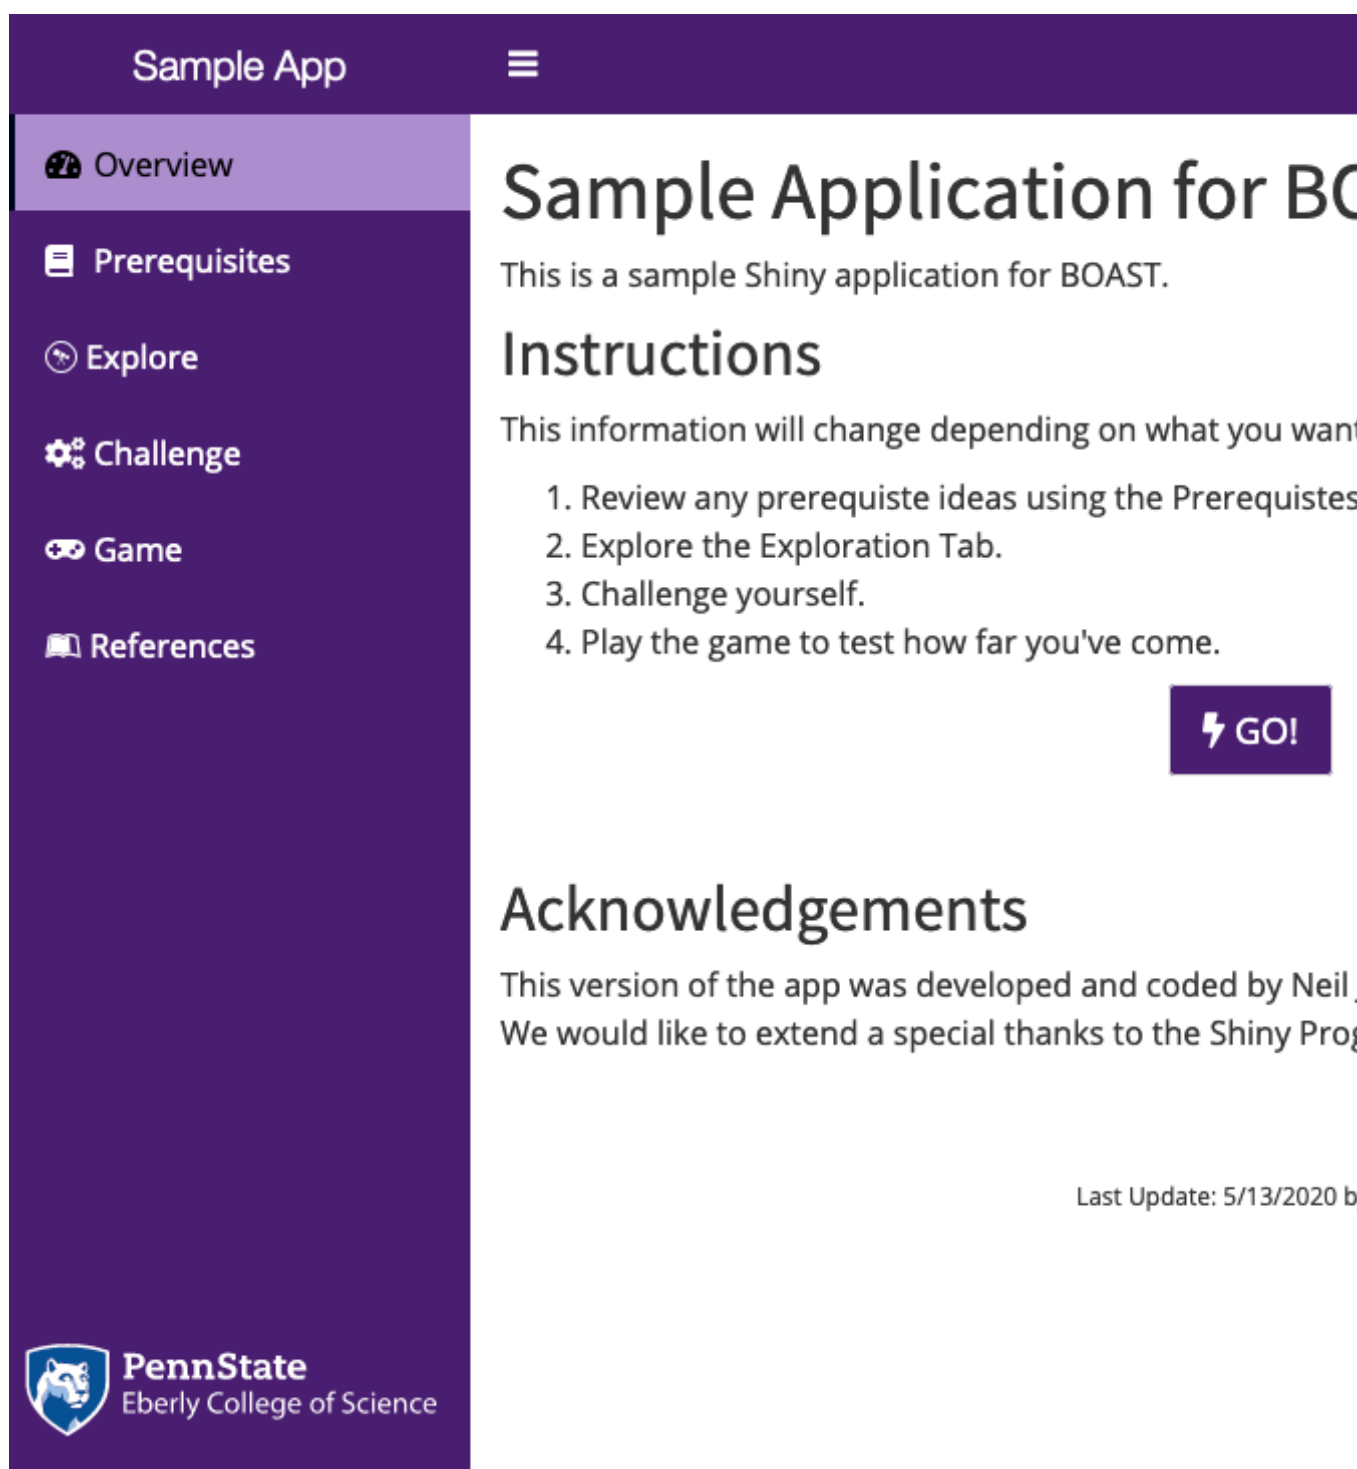 Sample App
Overview
Prerequisites
Explore
Challenge
Game
References
PennState
Eberly College of Science
Sample Application for BO
This is a sample Shiny application for BOAST.
Instructions
This information will change depending on what you want
1. Review any prerequiste ideas using the Prerequistes
2. Explore the Exploration Tab.
3. Challenge yourself.
4. Play the game to test how far you've come.
GO!
Acknowledgements
This version of the app was developed and coded by Neil
We would like to extend a special thanks to the Shiny Prog
Last Update: 5/13/2020 b